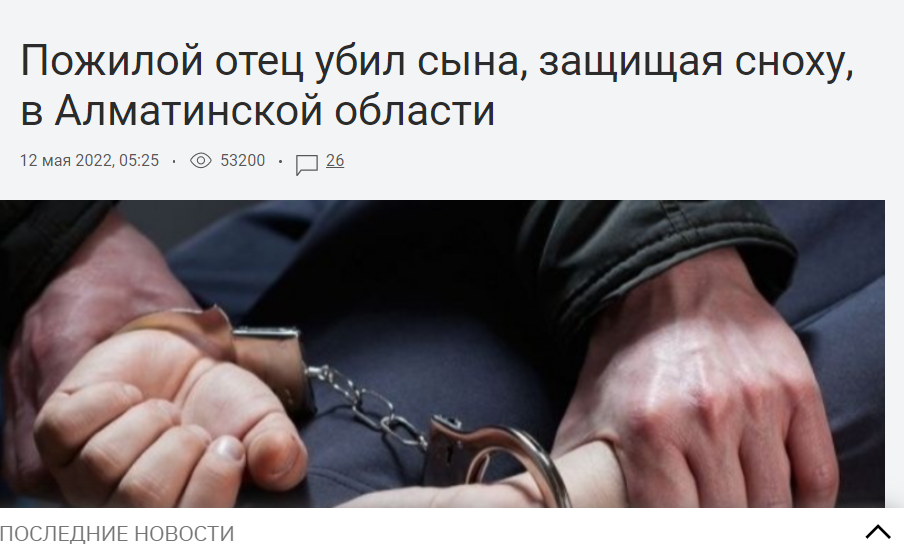 Пожилой отец убил сына, защищая сноху,
в Алматинской области
12 мая 2022, 05:25 · 53200 · 26
ПОСЛЕДНИЕ НОВОСТИ